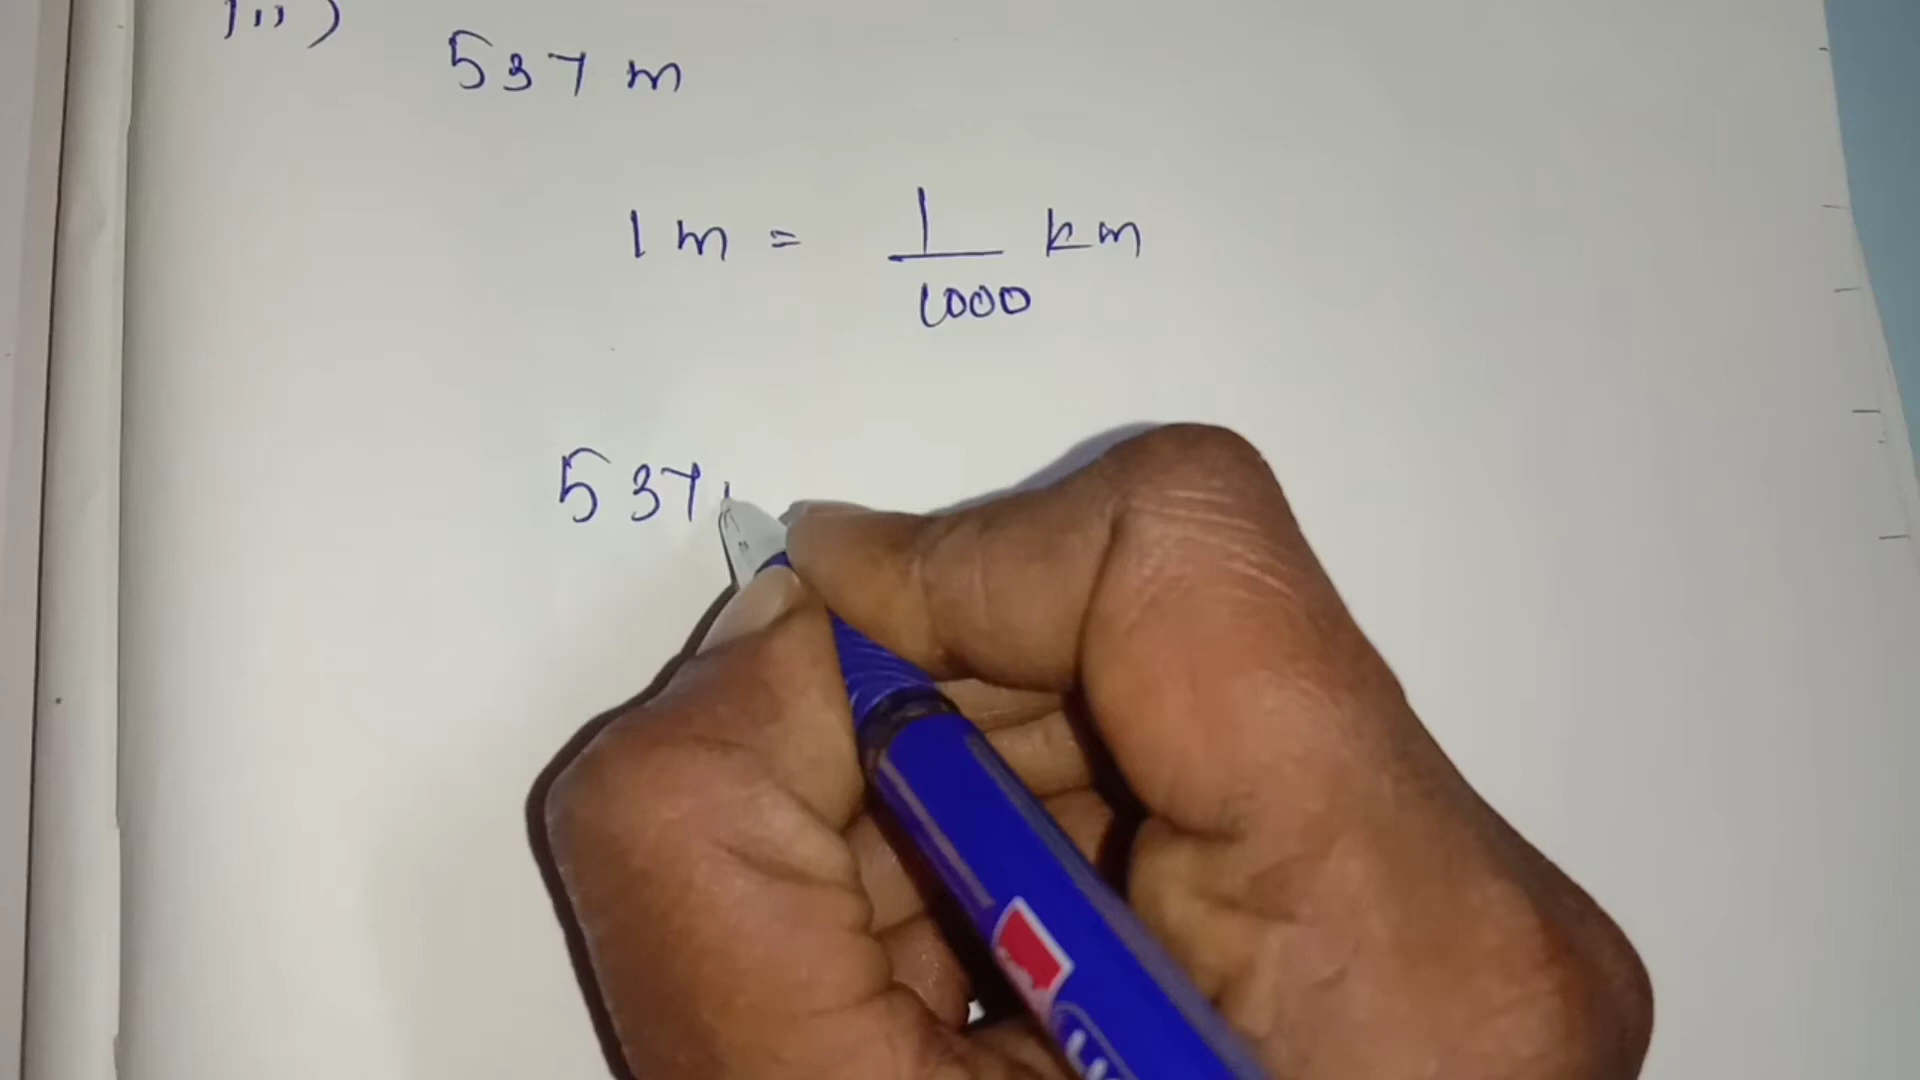 iii)
537 m
1 m = 1/1000 km
537